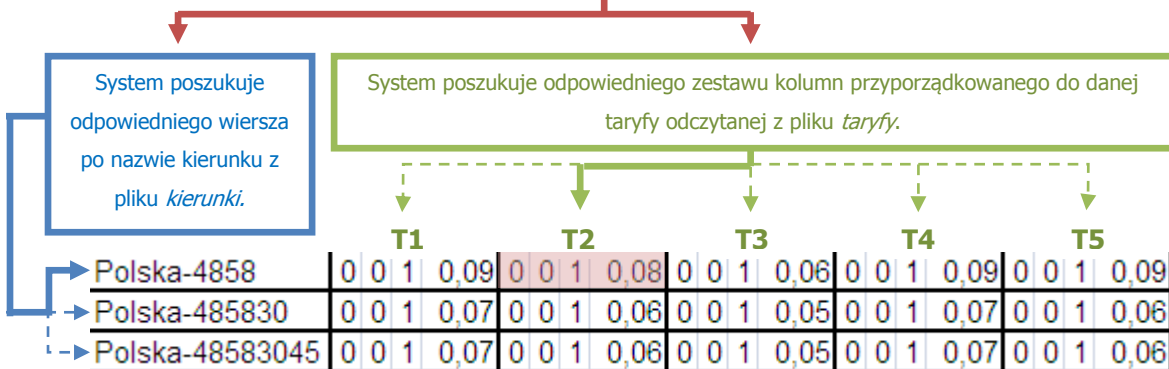 System poszukuje
odpowiedniego wiersza
po nazwie kierunku z
pliku kierunki.
System poszukuje odpowiedniego zestawu kolumn przyporządkowanego do danej
taryfy odczytanej z pliku taryfy.
T1 T2 T3 T4 T5
Polska-4858 0 0 1 0,09 0 0 1 0,08 0 0 1 0,06 0 0 1 0,09 0 0 1 0,09
Polska-485830 0 0 1 0,07 0 0 1 0,06 0 0 1 0,05 0 0 1 0,07 0 0 1 0,06
Polska-48583045 0 0 1 0,07 0 0 1 0,06 0 0 1 0,05 0 0 1 0,07 0 0 1 0,06